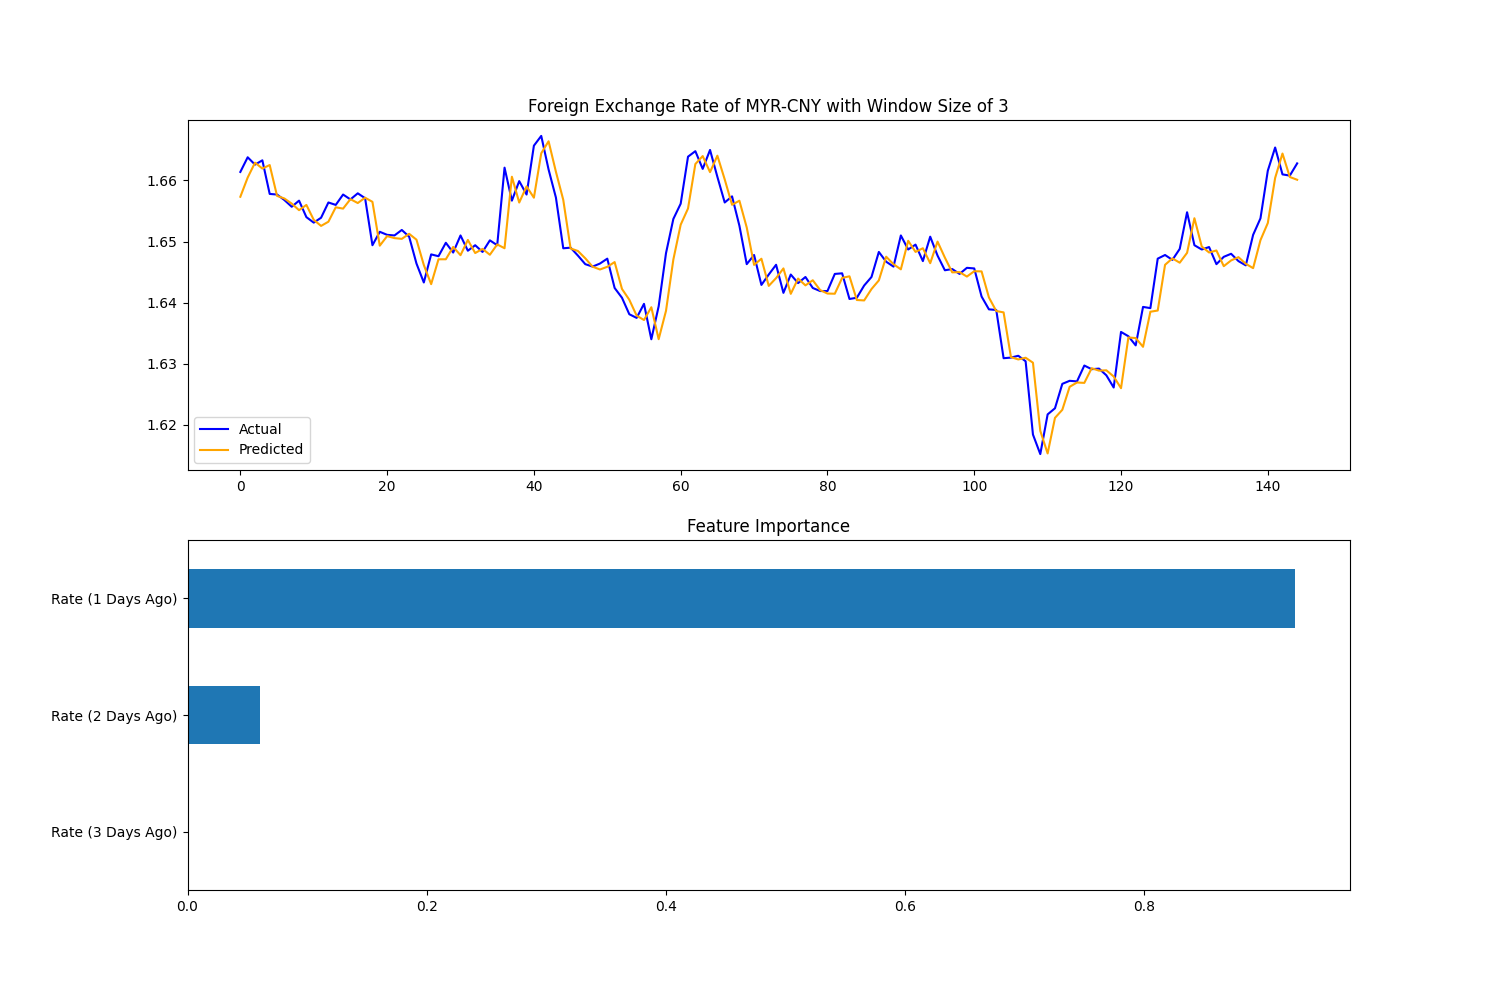 Foreign Exchange Rate of MYR-CNY with Window Size of 3
1.66
1.65
1.64
1.63
1.62
Actual
Predicted
0 20 40 60 80 100 120 140
Feature Importance
Rate (1 Days Ago)
Rate (2 Days Ago)
Rate (3 Days Ago)
0.0 0.2 0.4 0.6 0.8